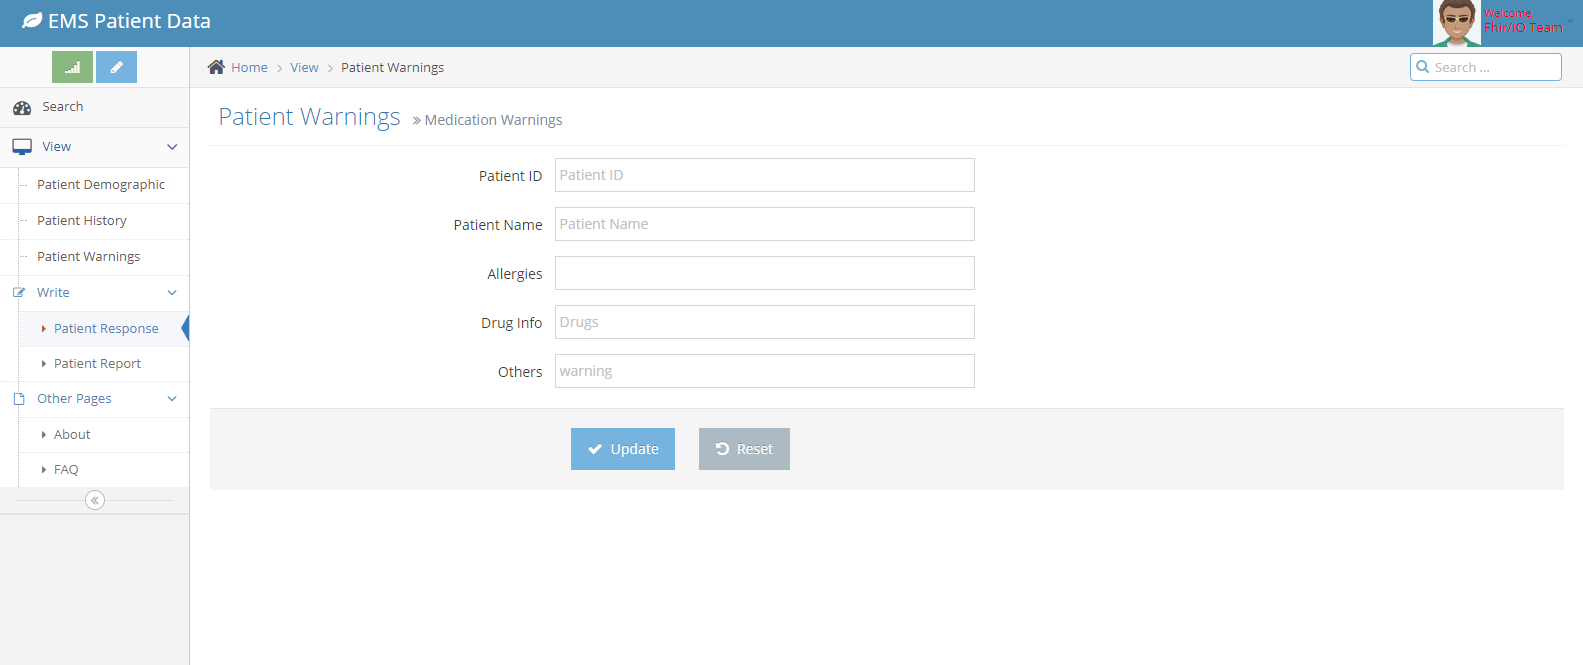 EMS Patient Data
Welcome,
Fhir/IO Team
Home View Patient Warnings
Search ...
Search
View
Patient Demographic
Patient History
Patient Warnings
Write
Patient Response
Patient Report
Other Pages
About
FAQ
Patient Warnings » Medication Warnings
Patient ID Patient ID
Patient Name Patient Name
Allergies
Drug Info Drugs
Others warning
Update Reset